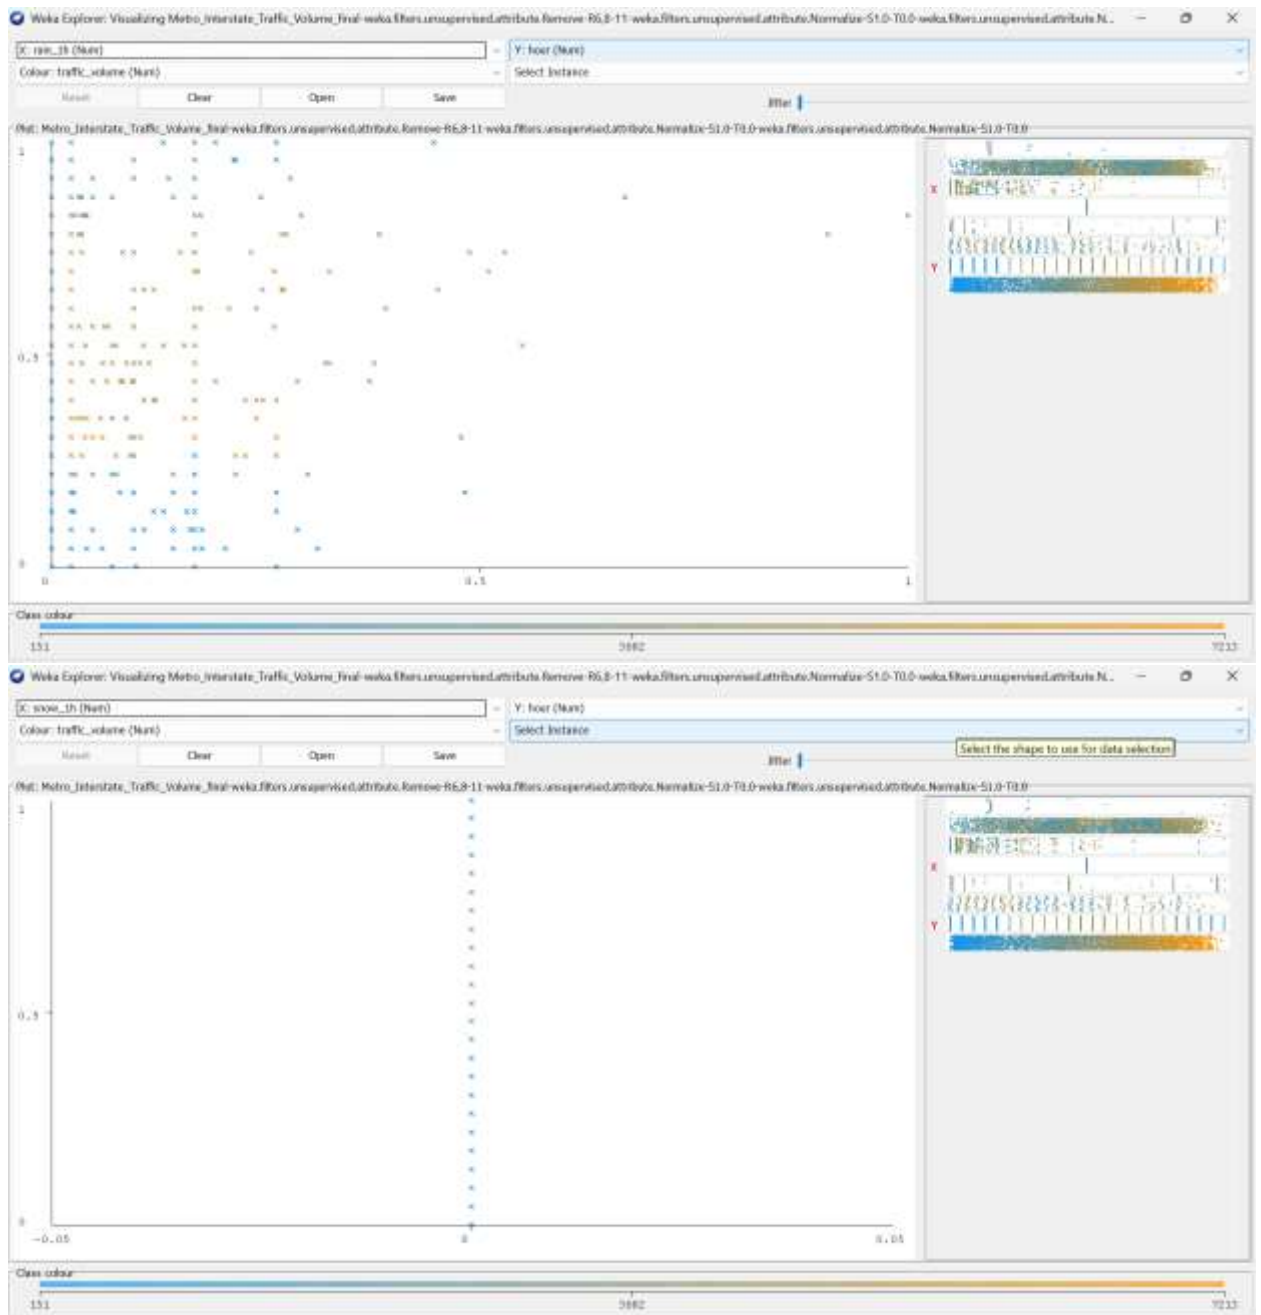 Weka Explorer: Visualizing Metro_Interstate_Traffic_Volume_final-weka.filters.unsupervised.attribute.Remove-R6,8-11-weka.filters.unsupervised.attribute.Normalize-S1.0-T0.0-weka.filters.unsupervised.attribute.N...
X: rain_1h (Num)
Y: hour (Num)
Colour: traffic_volume (Num)
Select Instance
Reset
Clear
Open
Save
Jitter
Plot: Metro_Interstate_Traffic_Volume_final-weka.filters.unsupervised.attribute.Remove-R6,8-11-weka.filters.unsupervised.attribute.Normalize-S1.0-T0.0-weka.filters.unsupervised.attribute.Normalize-S1.0-T0.0
1
X
Y
0.5
0
0
0.5
1
Class colour
151
3682
7213
Weka Explorer: Visualizing Metro_Interstate_Traffic_Volume_final-weka.filters.unsupervised.attribute.Remove-R6,8-11-weka.filters.unsupervised.attribute.Normalize-S1.0-T0.0-weka.filters.unsupervised.attribute.N...
X: snow_1h (Num)
Y: hour (Num)
Colour: traffic_volume (Num)
Select Instance
Select the shape to use for data selection
Reset
Clear
Open
Save
Jitter
Plot: Metro_Interstate_Traffic_Volume_final-weka.filters.unsupervised.attribute.Remove-R6,8-11-weka.filters.unsupervised.attribute.Normalize-S1.0-T0.0-weka.filters.unsupervised.attribute.Normalize-S1.0-T0.0
1
X
Y
0.5
0
-0.05
0
0.05
Class colour
151
3682
7213